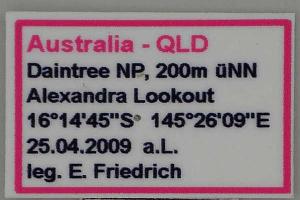 Australia - QLD
Daintree NP, 200m üNN
Alexandra Lookout
16°14'45"S 145°26'09"E
25.04.2009 a.L.
leg. E. Friedrich